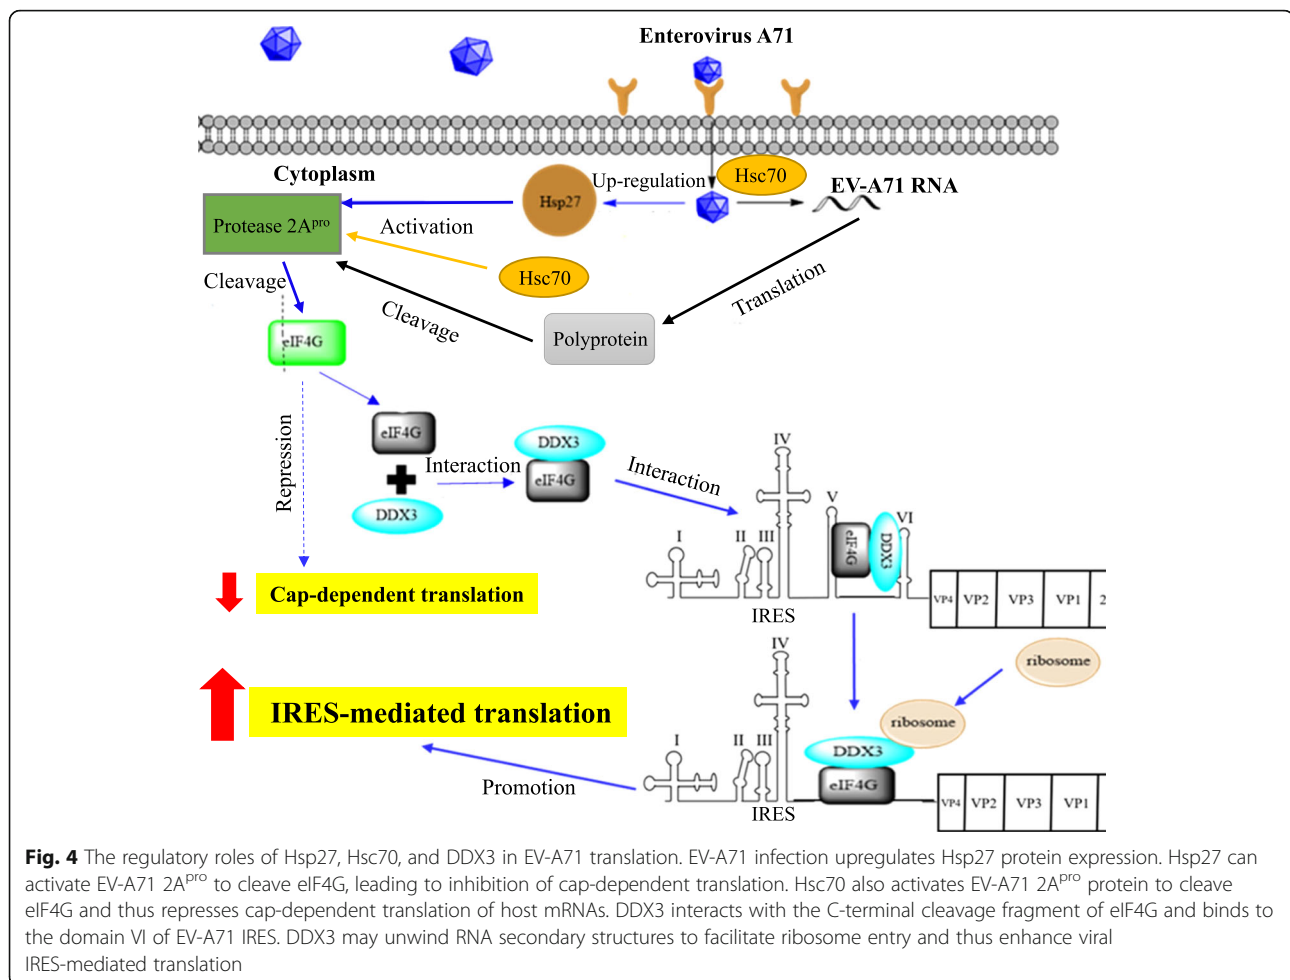 Enterovirus A71
Cytoplasm
Hsp27
Up-regulation
Hsc70
EV-A71 RNA
Protease 2Apro
Activation
Hsc70
Cleavage
Cleavage
Translation
Polyprotein
eIF4G
Repression
eIF4G
DDX3
Interaction
DDX3
eIF4G
Interaction
I
II
III
IV
V
VI
eIF4G
DDX3
IRES
VP4
VP2
VP3
VP1
2
Cap-dependent translation
ribosome
ribosome
IRES-mediated translation
Promotion
I
II
III
IV
DDX3
eIF4G
IRES
VP4
VP2
VP3
VP1
Fig. 4 The regulatory roles of Hsp27, Hsc70, and DDX3 in EV-A71 translation. EV-A71 infection upregulates Hsp27 protein expression. Hsp27 can
activate EV-A71 2Apro to cleave eIF4G, leading to inhibition of cap-dependent translation. Hsc70 also activates EV-A71 2Apro protein to cleave
eIF4G and thus represses cap-dependent translation of host mRNAs. DDX3 interacts with the C-terminal cleavage fragment of eIF4G and binds to
the domain VI of EV-A71 IRES. DDX3 may unwind RNA secondary structures to facilitate ribosome entry and thus enhance viral
IRES-mediated translation